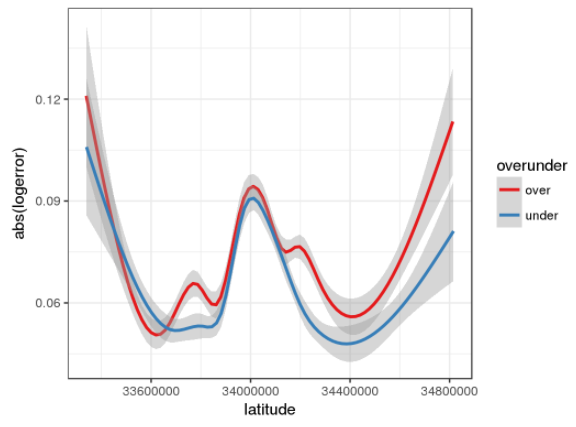 0.12
0.09
0.06
abs(logerror)
33600000
34000000
34400000
34800000
latitude
overunder
over
under